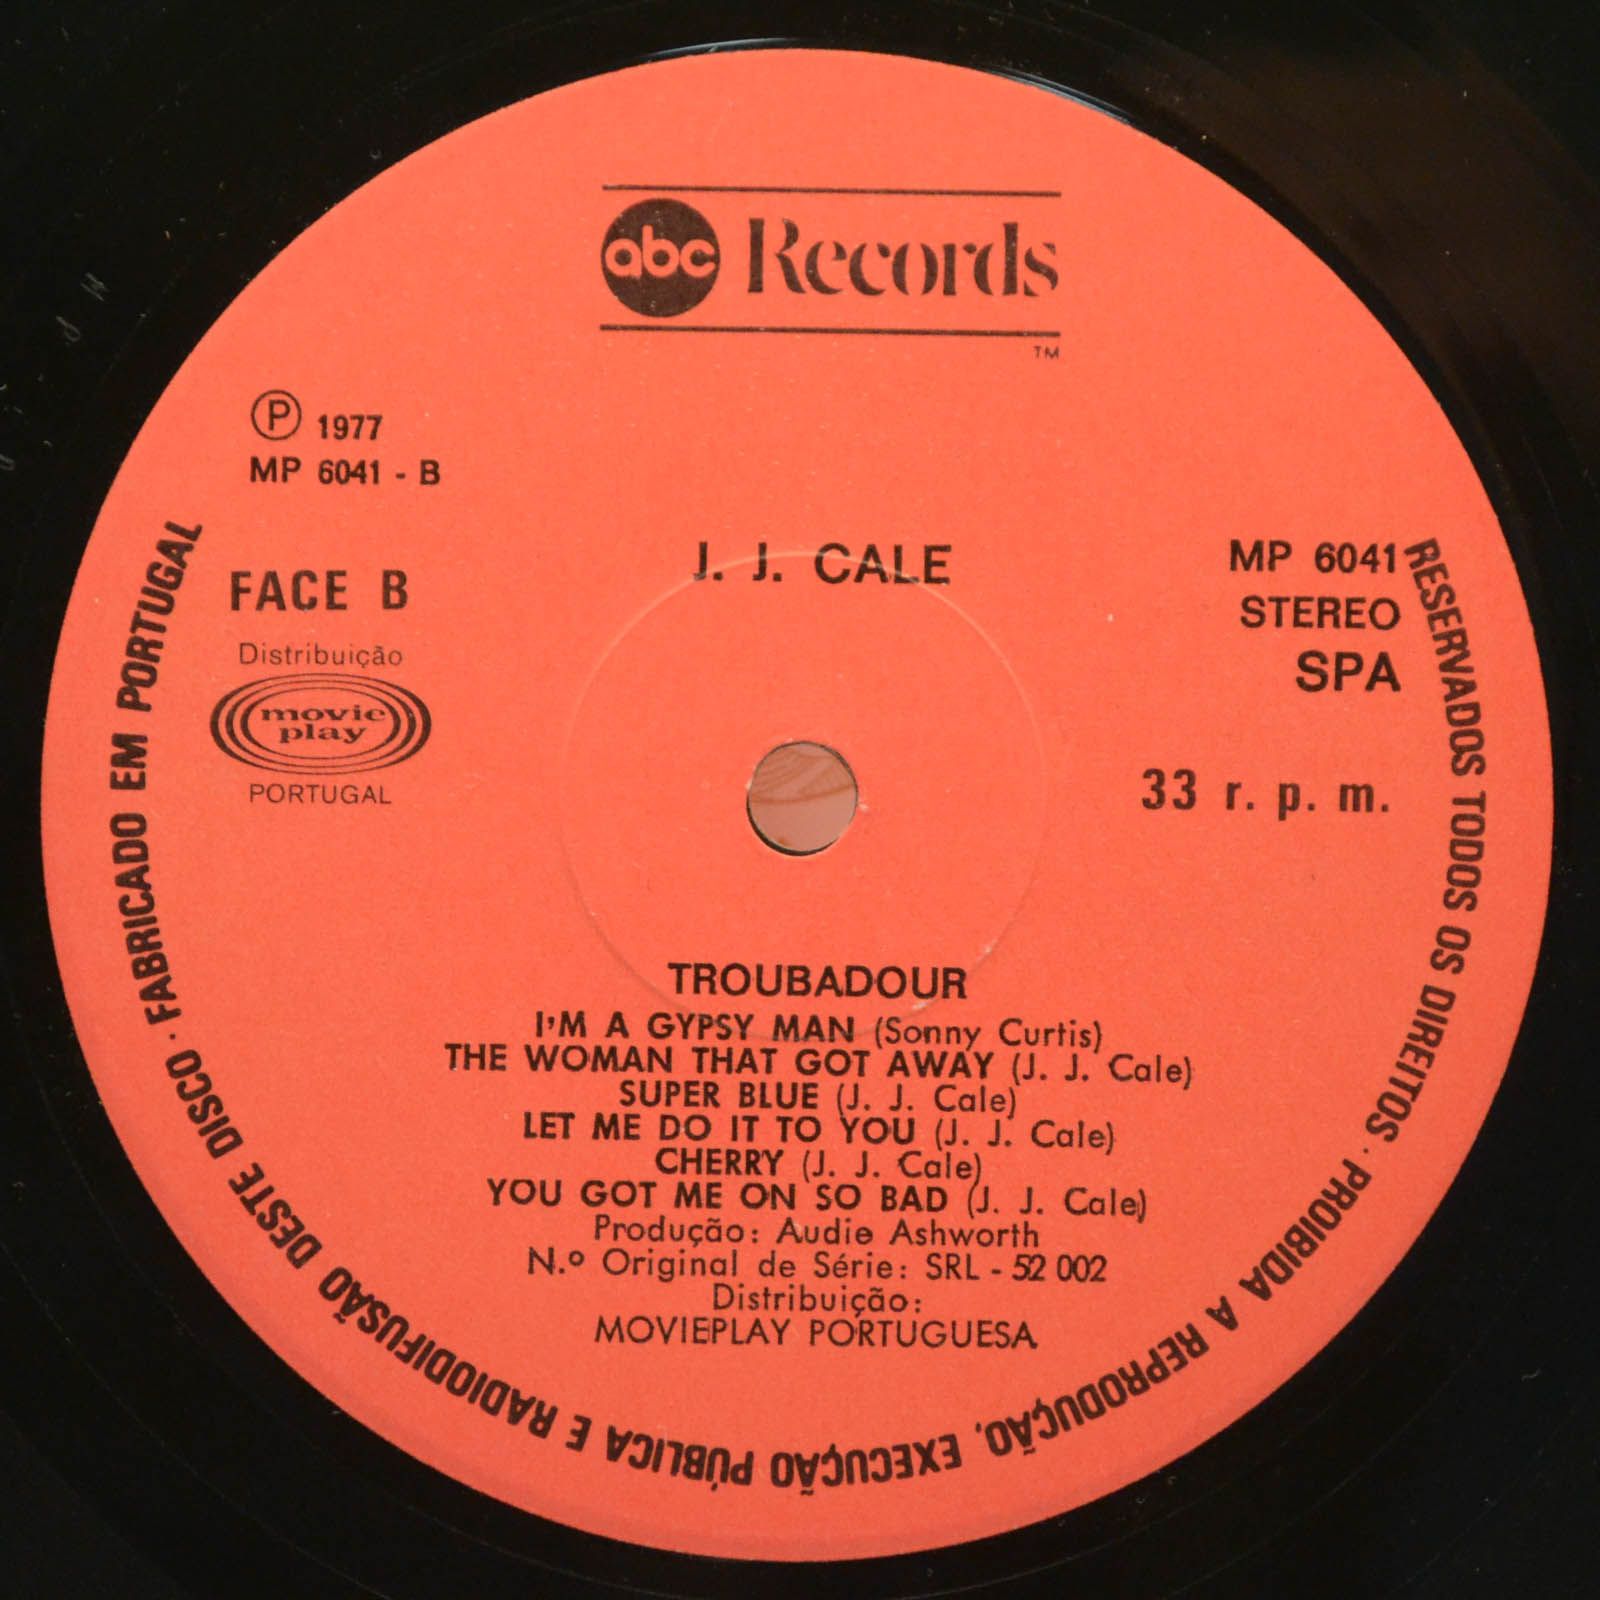 abc Records
TM
Ⓟ 1977
MP 6041 - B
FACE B
Distribuição
movie
play
PORTUGAL
J. J. CALE
MP 6041
STEREO
SPA
33 r. p. m.
TROUBADOUR
I'M A GYPSY MAN (Sonny Curtis)
THE WOMAN THAT GOT AWAY (J. J. Cale)
SUPER BLUE (J. J. Cale)
LET ME DO IT TO YOU (J. J. Cale)
CHERRY (J. J. Cale)
YOU GOT ME ON SO BAD (J. J. Cale)
Produção: Audie Ashworth
N.º Original de Série: SRL - 52 002
Distribuição:
MOVIEPLAY PORTUGUESA
RESERVADOS TODOS OS DIREITOS · PROIBIDA A REPRODUÇÃO, EXECUÇÃO PÚBLICA E RADIODIFUSÃO DESTE DISCO · FABRICADO EM PORTUGAL